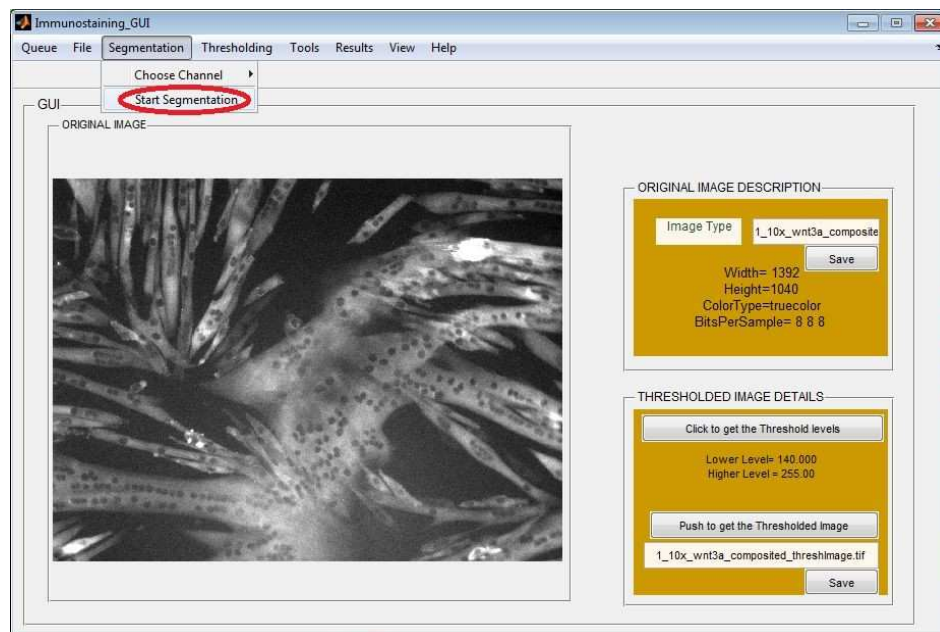 Immunostaining_GUI
Queue File Segmentation Thresholding Tools Results View Help
Choose Channel
Start Segmentation
GUI
ORIGINAL IMAGE
ORIGINAL IMAGE DESCRIPTION
Image Type 1_10x_wnt3a_composite
Save
Width= 1392
Height=1040
ColorType=truecolor
BitsPerSample= 8 8 8
THRESHOLDED IMAGE DETAILS
Click to get the Threshold levels
Lower Level= 140.000
Higher Level = 255.00
Push to get the Thresholded Image
1_10x_wnt3a_composited_threshImage.tif
Save